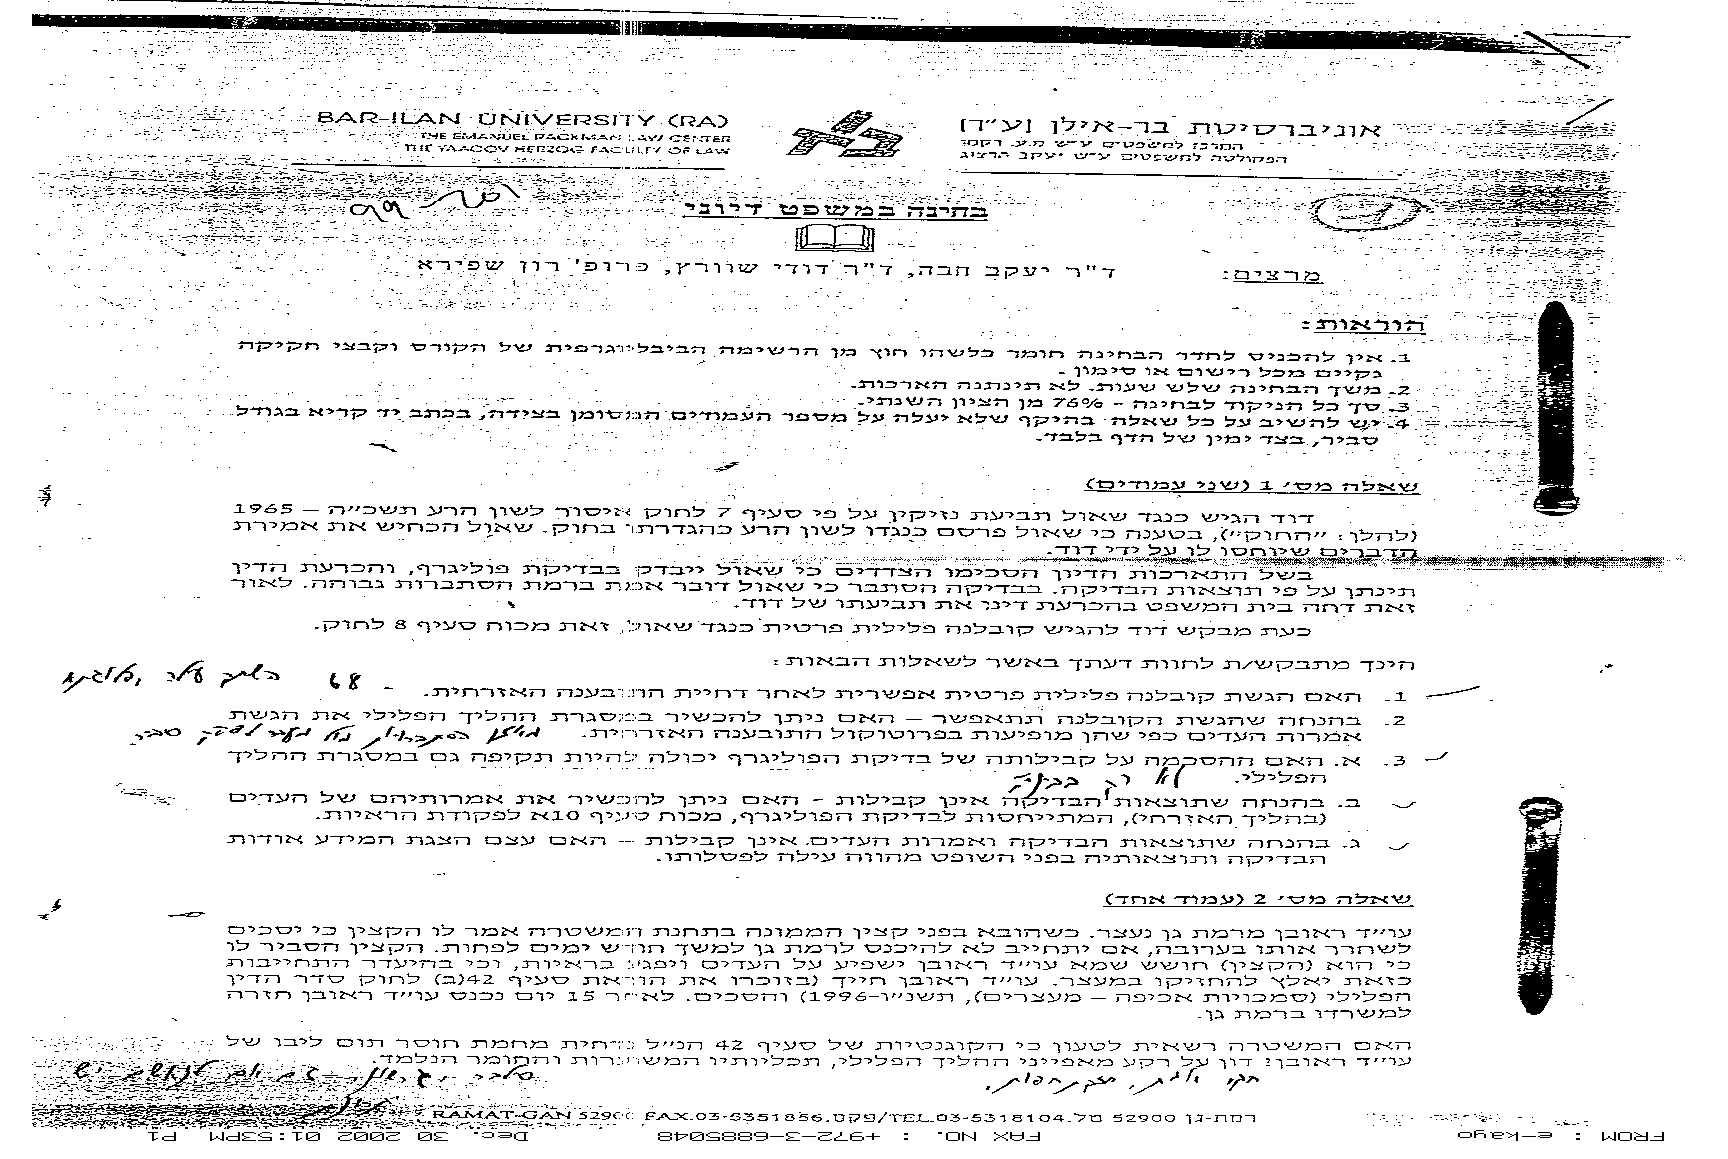 BAR-ILAN UNIVERSITY (RA)
THE EMANUEL RACKMAN LAW CENTER
THE YAACOV HERZOG FACULTY OF LAW
אוניברסיטת בר-אילן (ע"ר)
המרכז למשפטים ע"ש מ.ע. רקמן
הפקולטה למשפטים ע"ש יעקב הרצוג
99
בחינה במשפט דיוני
מרצים: ד"ר יעקב חבה, ד"ר דודי שוורץ, פרופ' רון שפירא
הוראות:
1. אין להכניס לחדר הבחינה חומר כלשהו חוץ מן הרשימה הביבליוגרפית של הקורס וקבצי חקיקה
נקיים מכל רישום או סימון.
2. משך הבחינה שלש שעות. לא תינתנה הארכות.
3. סך כל הניקוד לבחינה - 76% מן הציון השנתי.
4. יש להשיב על כל שאלה בהיקף שלא יעלה על מספר העמודים המסומן בצידה, בכתב יד קריא בגודל
סביר, בצד ימין של הדף בלבד.
שאלה מס' 1 (שני עמודים)
דוד הגיש כנגד שאול תביעת נזיקין על פי סעיף 7 לחוק איסור לשון הרע תשכ"ה – 1965
(להלן: "החוק"), בטענה כי שאול פרסם כנגדו לשון הרע כהגדרתו בחוק. שאול הכחיש את אמירת
הדברים שיוחסו לו על ידי דוד.
בשל התארכות הדיון הסכימו הצדדים כי שאול ייבדק בבדיקת פוליגרף, והכרעת הדין
תינתן על פי תוצאות הבדיקה. בבדיקה הסתבר כי שאול דובר אמת ברמת הסתברות גבוהה. לאור
זאת דחה בית המשפט בהכרעת דינו את תביעתו של דוד.
כעת מבקש דוד להגיש קובלנה פלילית פרטית כנגד שאול, זאת מכוח סעיף 8 לחוק.
הינך מתבקש/ת לחוות דעתך באשר לשאלות הבאות:
1. האם הגשת קובלנה פלילית פרטית אפשרית לאחר דחיית התובענה האזרחית. - 68
2. בהנחה שהגשת הקובלנה תתאפשר – האם ניתן להכשיר במסגרת ההליך הפלילי את הגשת
אמרות העדים כפי שהן מופיעות בפרוטוקול התובענה האזרחית.
3. א. האם ההסכמה על קבילותה של בדיקת הפוליגרף יכולה להיות תקיפה גם במסגרת ההליך
הפלילי.
ב. בהנחה שתוצאות הבדיקה אינן קבילות - האם ניתן להכשיר את אמרותיהם של העדים
(בהליך האזרחי), המתייחסות לבדיקת הפוליגרף, מכוח סעיף 10א לפקודת הראיות.
ג. בהנחה שתוצאות הבדיקה ואמרות העדים אינן קבילות – האם עצם הצגת המידע אודות
הבדיקה ותוצאותיה בפני השופט מהווה עילה לפסלותו.
שאלה מס' 2 (עמוד אחד)
עו"ד ראובן מרמת גן נעצר. כשהובא בפני קצין הממונה בתחנת המשטרה אמר לו הקצין כי יסכים
לשחרר אותו בערובה, אם יתחייב לא להיכנס לרמת גן למשך חודש ימים לפחות. הקצין הסביר לו
כי הוא (הקצין) חושש שמא עו"ד ראובן ישפיע על העדים ויפגע בראיות, וכי בהיעדר התחייבות
כזאת יאלץ להחזיקו במעצר. עו"ד ראובן חייך (בזוכרו את הוראת סעיף 42(ב) לחוק סדר הדין
הפלילי (סמכויות אכיפה – מעצרים), תשנ"ו-1996) והסכים. לאחר 15 יום נכנס עו"ד ראובן חזרה
למשרדו ברמת גן.
האם המשטרה רשאית לטעון כי הקוגנטיות של סעיף 42 הנ"ל נדחית מחמת חוסר תום ליבו של
עו"ד ראובן? דון על רקע מאפייני ההליך הפלילי, תכליותיו המשוערות והחומר הנלמד.
רמת-גן 52900 טל.TEL.03-5318104/פקס.FAX.03-5351856 RAMAT-GAN 52900
FROM : e-kayo FAX NO. : +972-3-6885048 Dec. 30 2002 01:53PM P1